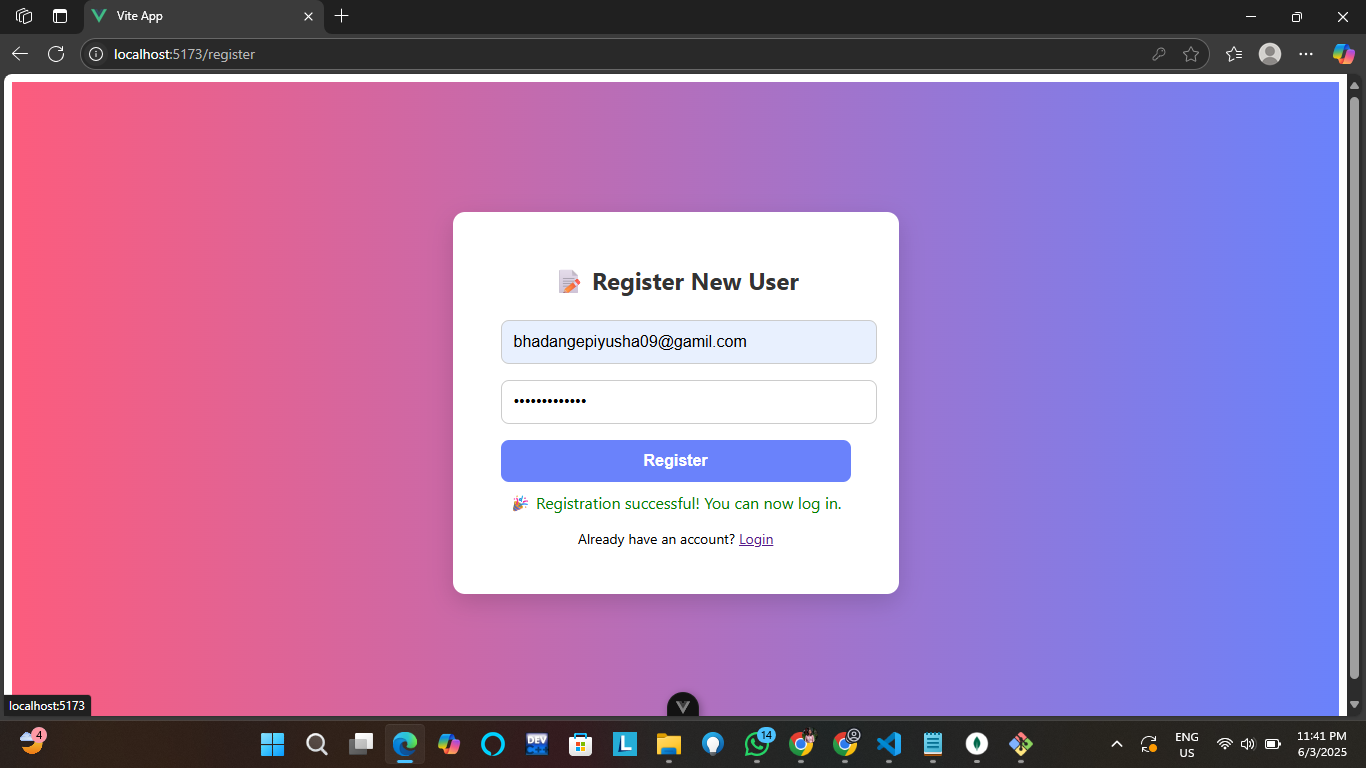 Vite App
localhost:5173/register
📝 Register New User
bhadangepiyusha09@gamil.com
•••••••••••••
Register
🎉 Registration successful! You can now log in.
Already have an account? Login
localhost:5173
4
DEV
L
14
ENG
US
11:41 PM
6/3/2025